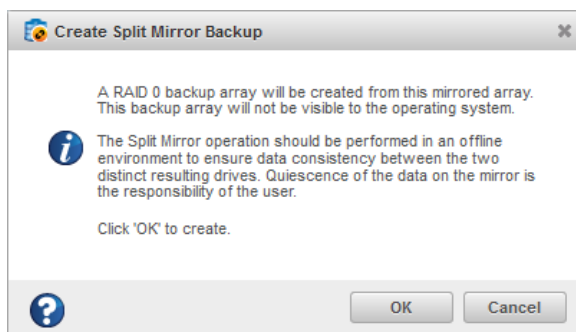 Create Split Mirror Backup
A RAID 0 backup array will be created from this mirrored array.
This backup array will not be visible to the operating system.
The Split Mirror operation should be performed in an offline
environment to ensure data consistency between the two
distinct resulting drives. Quiescence of the data on the mirror is
the responsibility of the user.
Click 'OK' to create.
OK
Cancel